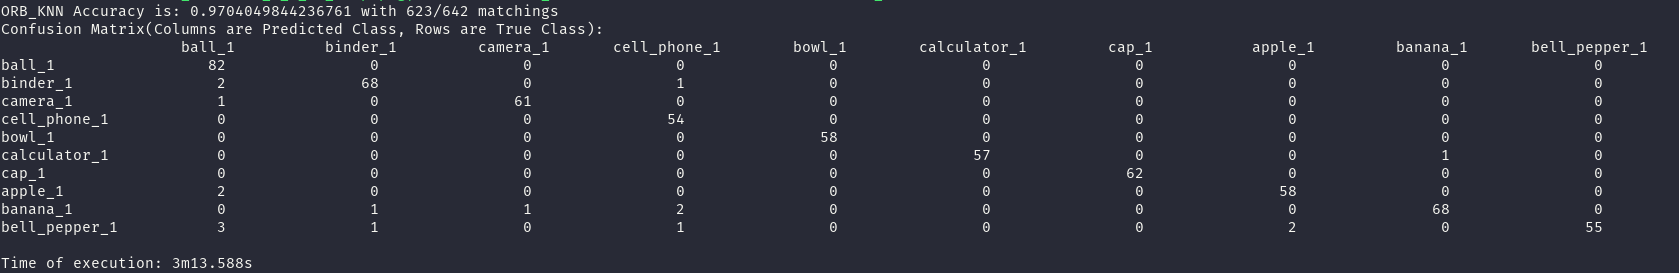 ORB_KNN Accuracy is: 0.9704049844236761 with 623/642 matchings
Confusion Matrix(Columns are Predicted Class, Rows are True Class):
ball_1 binder_1 camera_1 cell_phone_1 bowl_1 calculator_1 cap_1 apple_1 banana_1 bell_pepper_1
ball_1 82 0 0 0 0 0 0 0 0 0
binder_1 2 68 0 1 0 0 0 0 0 0
camera_1 1 0 61 0 0 0 0 0 0 0
cell_phone_1 0 0 0 54 0 0 0 0 0 0
bowl_1 0 0 0 0 58 0 0 0 0 0
calculator_1 0 0 0 0 0 57 0 0 1 0
cap_1 0 0 0 0 0 0 62 0 0 0
apple_1 2 0 0 0 0 0 0 58 0 0
banana_1 0 1 1 2 0 0 0 0 68 0
bell_pepper_1 3 1 0 1 0 0 0 2 0 55
Time of execution: 3m13.588s